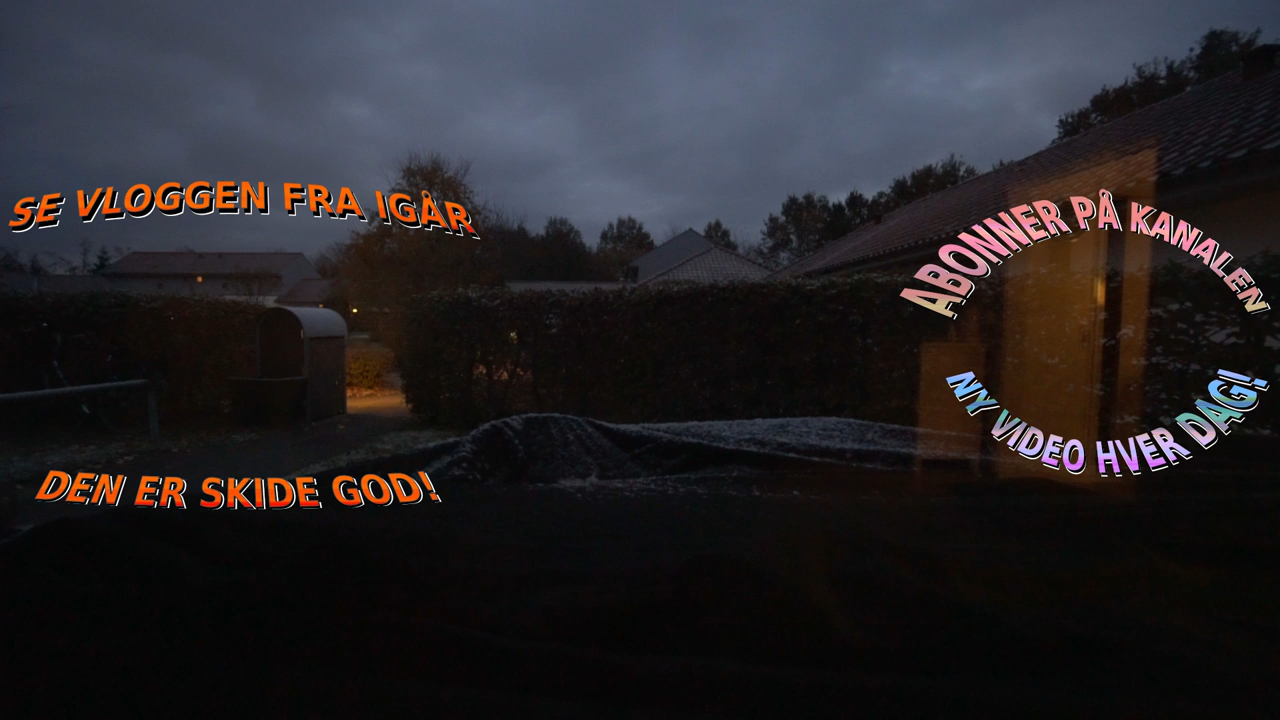 SE VLOGGEN FRA IGÅR
DEN ER SKIDE GOD!
ABONNER PÅ KANALEN
NY VIDEO HVER DAG!